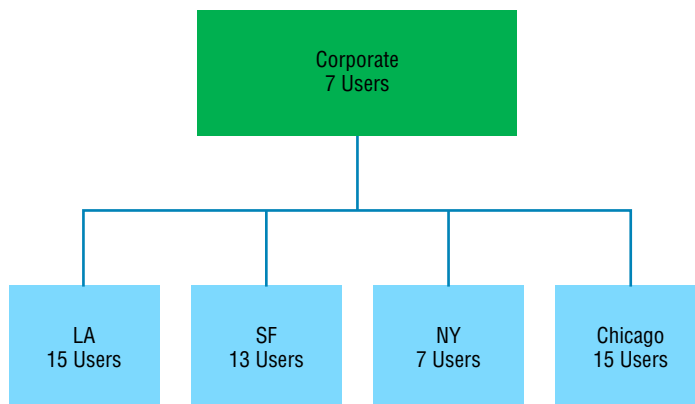 Corporate
7 Users
LA
15 Users
SF
13 Users
NY
7 Users
Chicago
15 Users